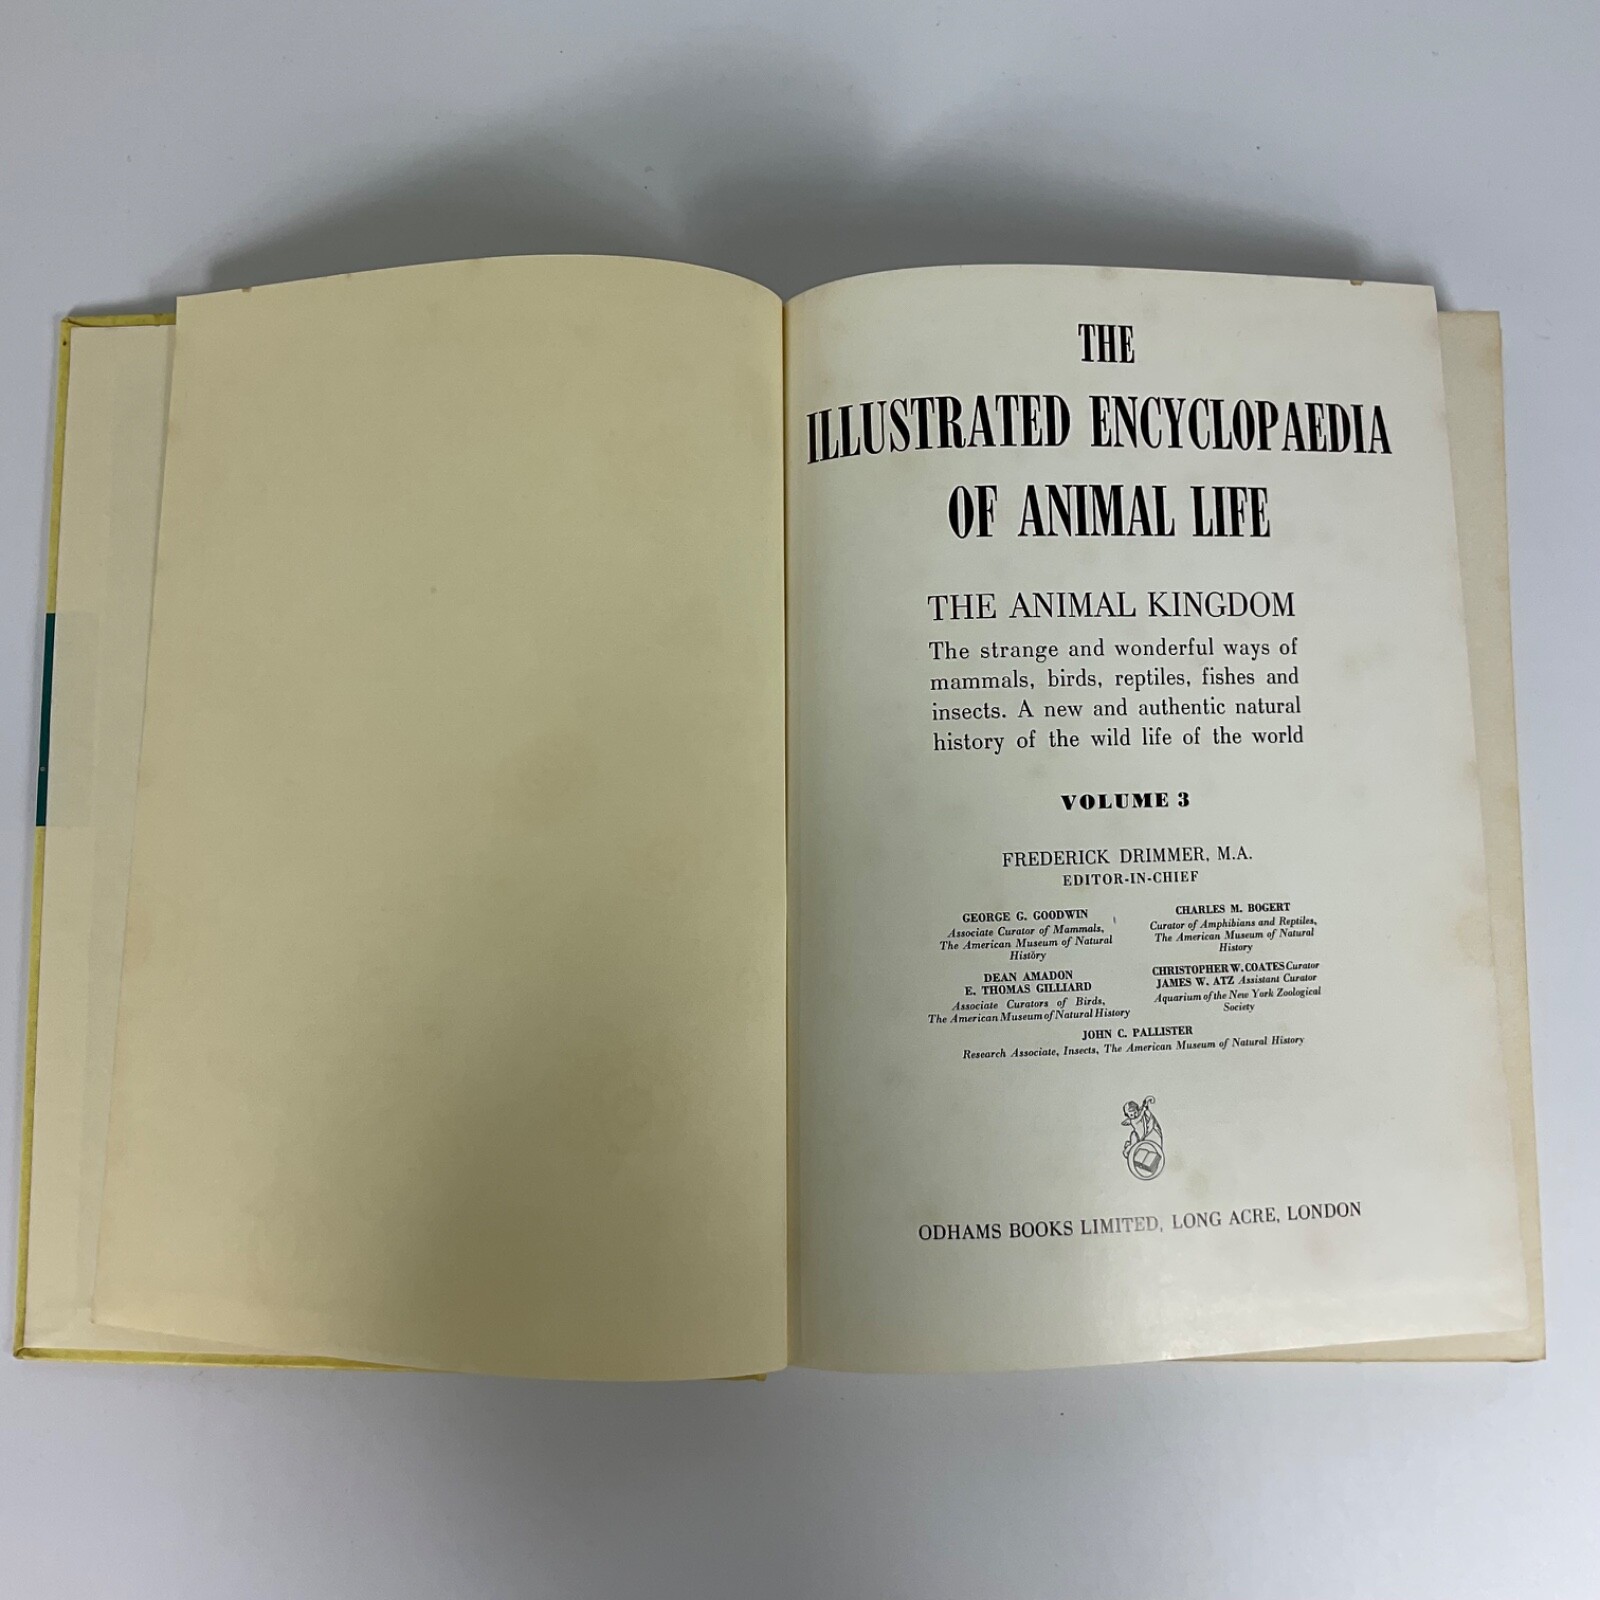 THE
ILLUSTRATED ENCYCLOPAEDIA
OF ANIMAL LIFE
THE ANIMAL KINGDOM
The strange and wonderful ways of
mammals, birds, reptiles, fishes and
insects. A new and authentic natural
history of the wild life of the world
VOLUME 3
FREDERICK DRIMMER, M.A.
EDITOR-IN-CHIEF
GEORGE G. GOODWIN
Associate Curator of Mammals,
The American Museum of Natural
History
DEAN AMADON
E. THOMAS GILLIARD
Associate Curators of Birds,
The American Museum of Natural History
CHARLES M. BOGERT
Curator of Amphibians and Reptiles,
The American Museum of Natural
History
CHRISTOPHER W. COATES Curator
JAMES W. ATZ Assistant Curator
Aquarium of the New York Zoological
Society
JOHN C. PALLISTER
Research Associate, Insects, The American Museum of Natural History
ODHAMS BOOKS LIMITED, LONG ACRE, LONDON